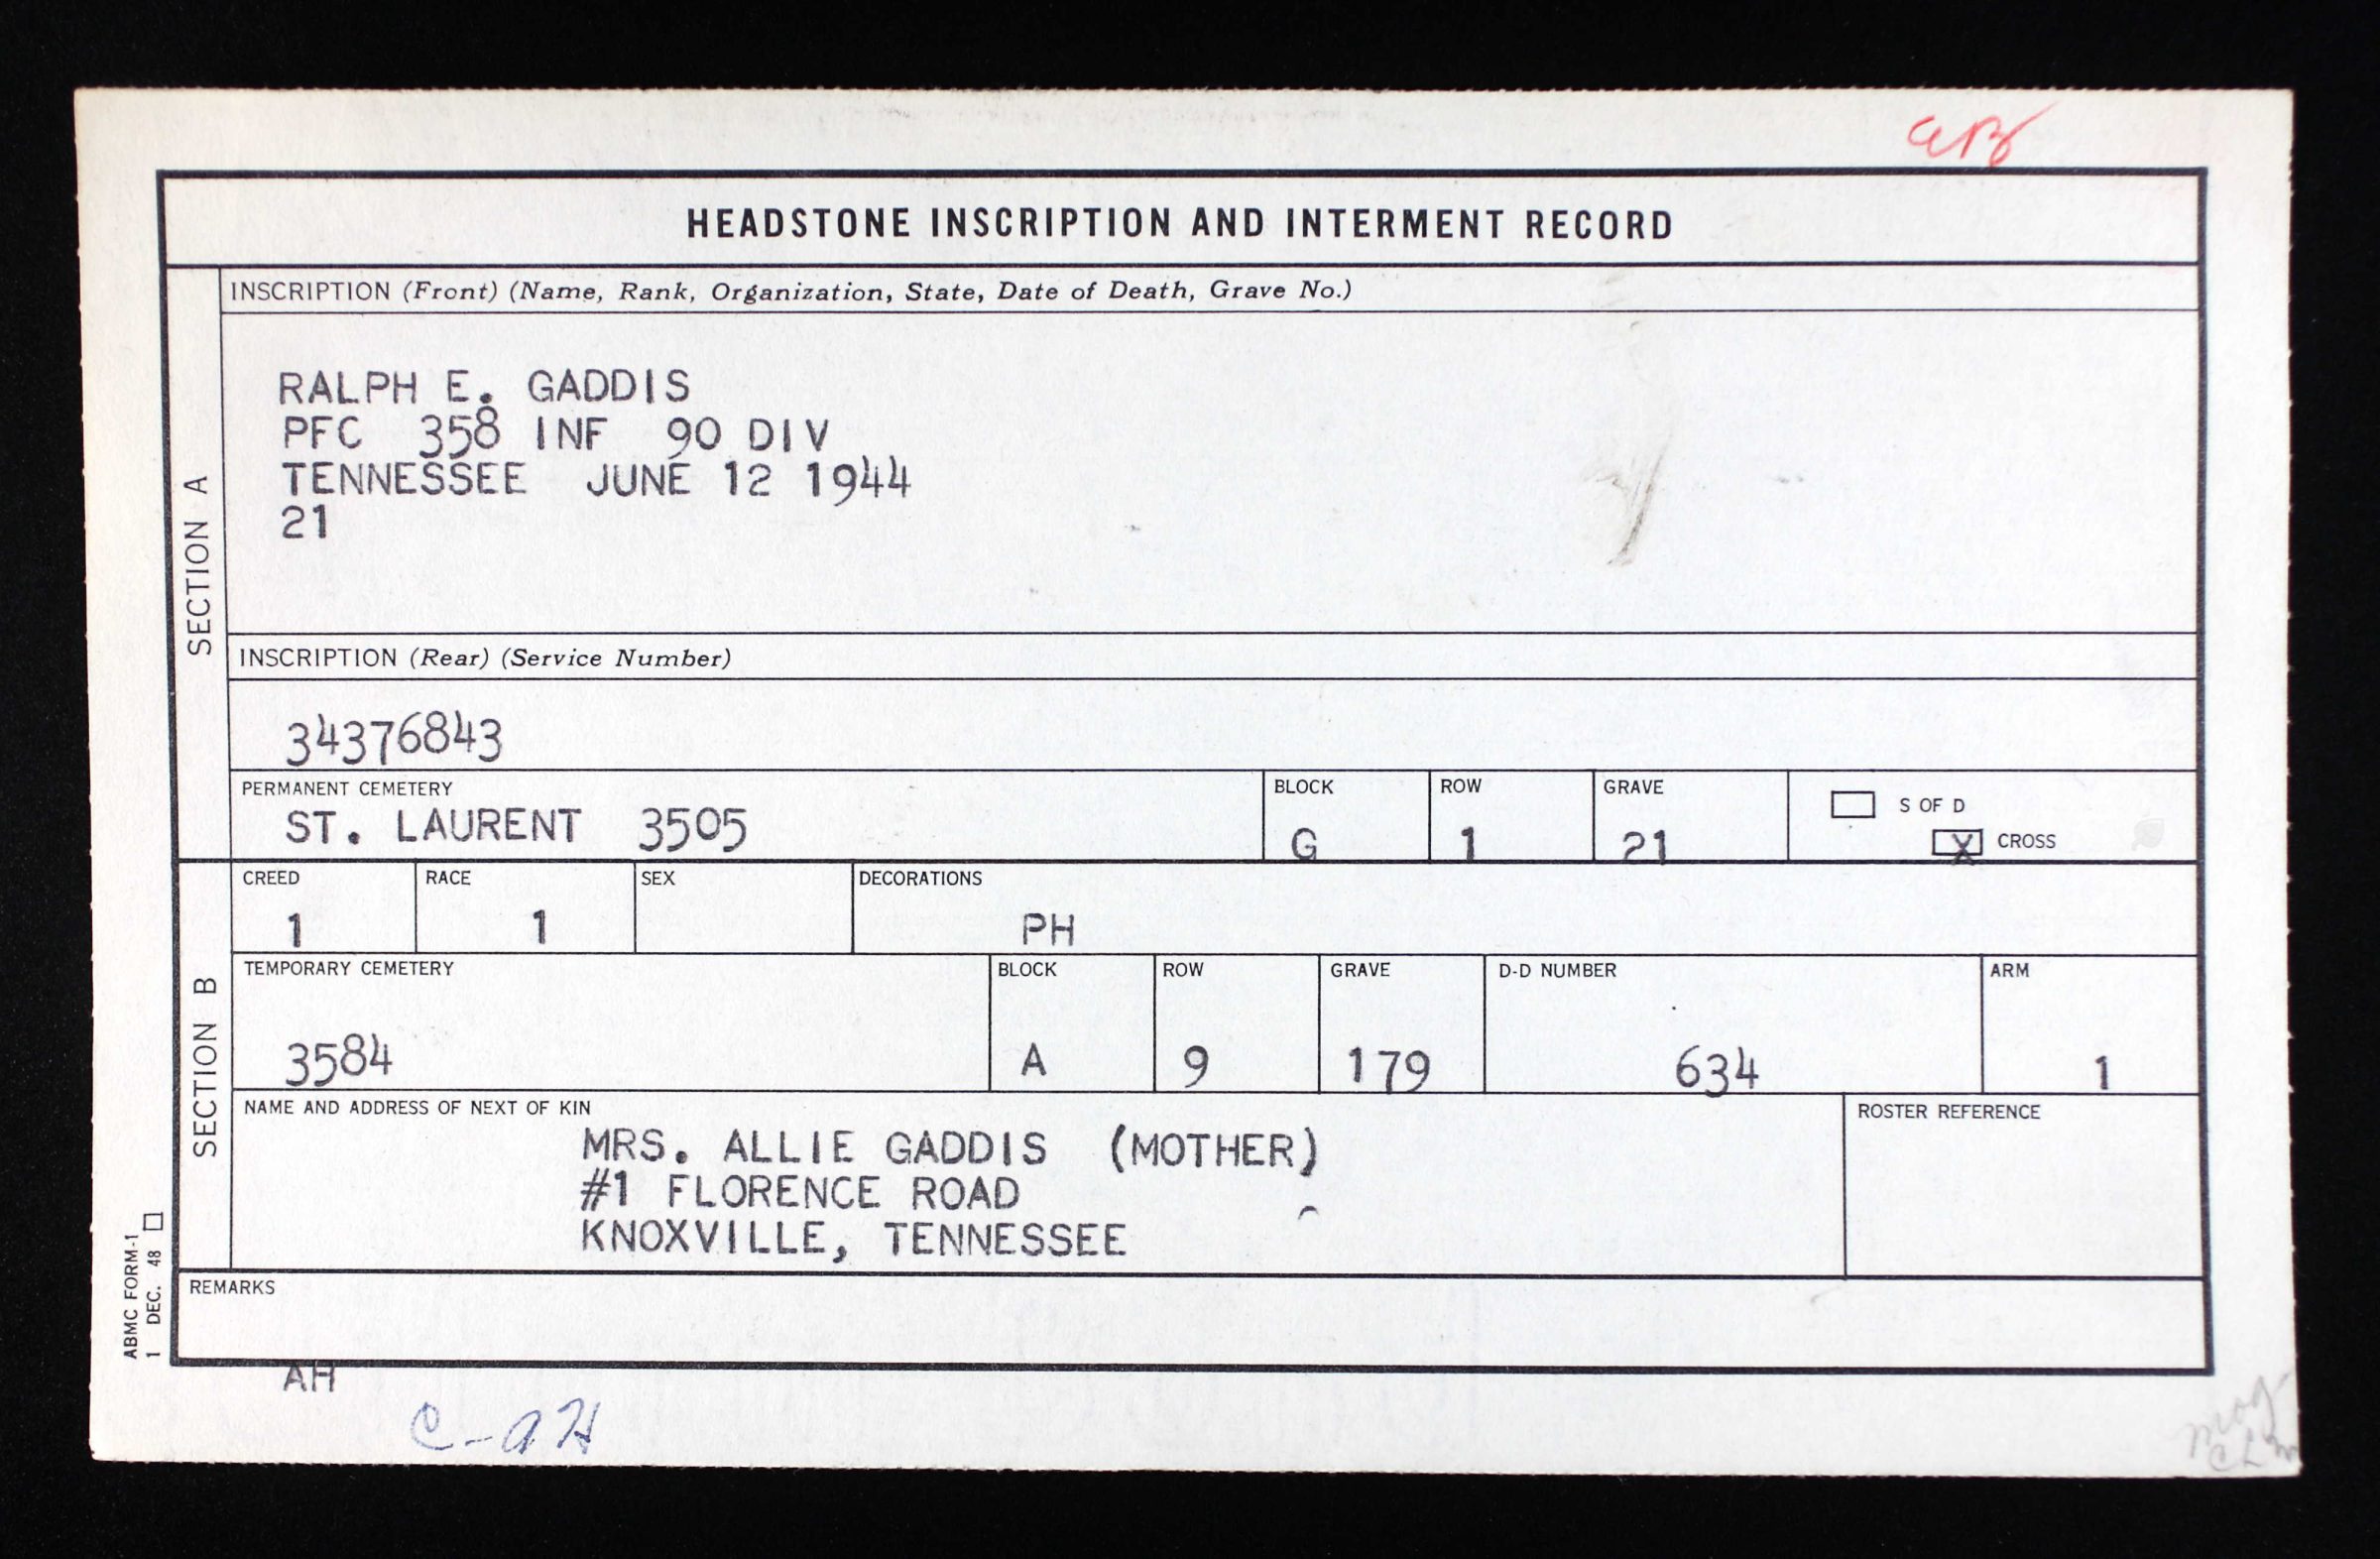 HEADSTONE INSCRIPTION AND INTERMENT RECORD
SECTION A
INSCRIPTION (Front) (Name, Rank, Organization, State, Date of Death, Grave No.)
RALPH E. GADDIS
PFC 358 INF 90 DIV
TENNESSEE JUNE 12 1944
21
INSCRIPTION (Rear) (Service Number)
34376843
PERMANENT CEMETERY BLOCK ROW GRAVE
ST. LAURENT 3505 G 1 21
S OF D
X CROSS
SECTION B
CREED RACE SEX DECORATIONS
1 1 PH
TEMPORARY CEMETERY BLOCK ROW GRAVE D-D NUMBER ARM
3584 A 9 179 634 1
NAME AND ADDRESS OF NEXT OF KIN ROSTER REFERENCE
MRS. ALLIE GADDIS (MOTHER)
#1 FLORENCE ROAD
KNOXVILLE, TENNESSEE
REMARKS
ABMC FORM-1
1 DEC. 48
AH
C-AH